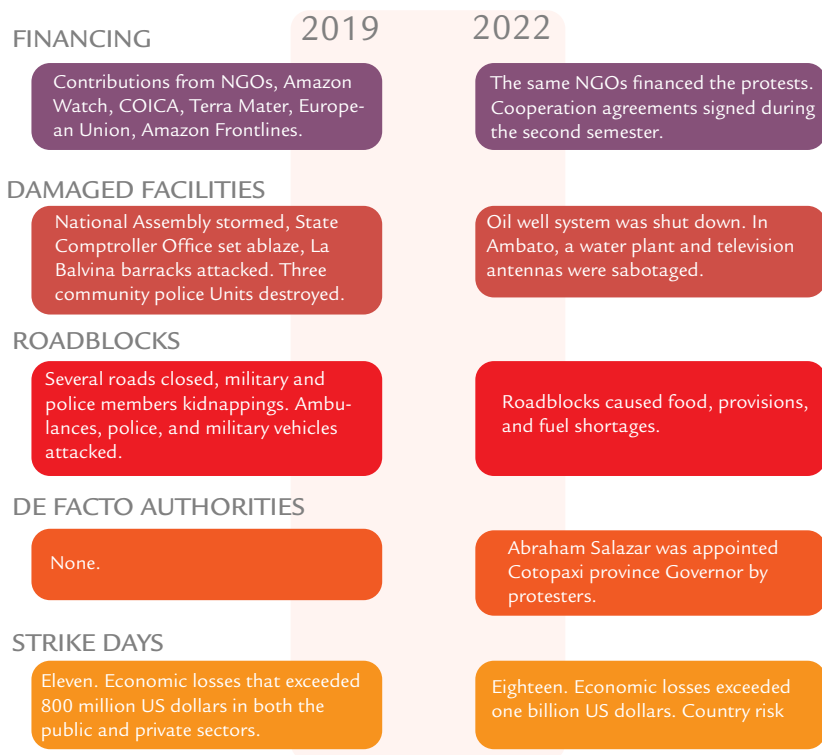 2019
2022
FINANCING
Contributions from NGOs, Amazon
Watch, COICA, Terra Mater, Europe-
an Union, Amazon Frontlines.
The same NGOs financed the protests.
Cooperation agreements signed during
the second semester.
DAMAGED FACILITIES
National Assembly stormed, State
Comptroller Office set ablaze, La
Balvina barracks attacked. Three
community police Units destroyed.
Oil well system was shut down. In
Ambato, a water plant and television
antennas were sabotaged.
ROADBLOCKS
Several roads closed, military and
police members kidnappings. Ambu-
lances, police, and military vehicles
attacked.
Roadblocks caused food, provisions,
and fuel shortages.
DE FACTO AUTHORITIES
None.
Abraham Salazar was appointed
Cotopaxi province Governor by
protesters.
STRIKE DAYS
Eleven. Economic losses that exceeded
800 million US dollars in both the
public and private sectors.
Eighteen. Economic losses exceeded
one billion US dollars. Country risk